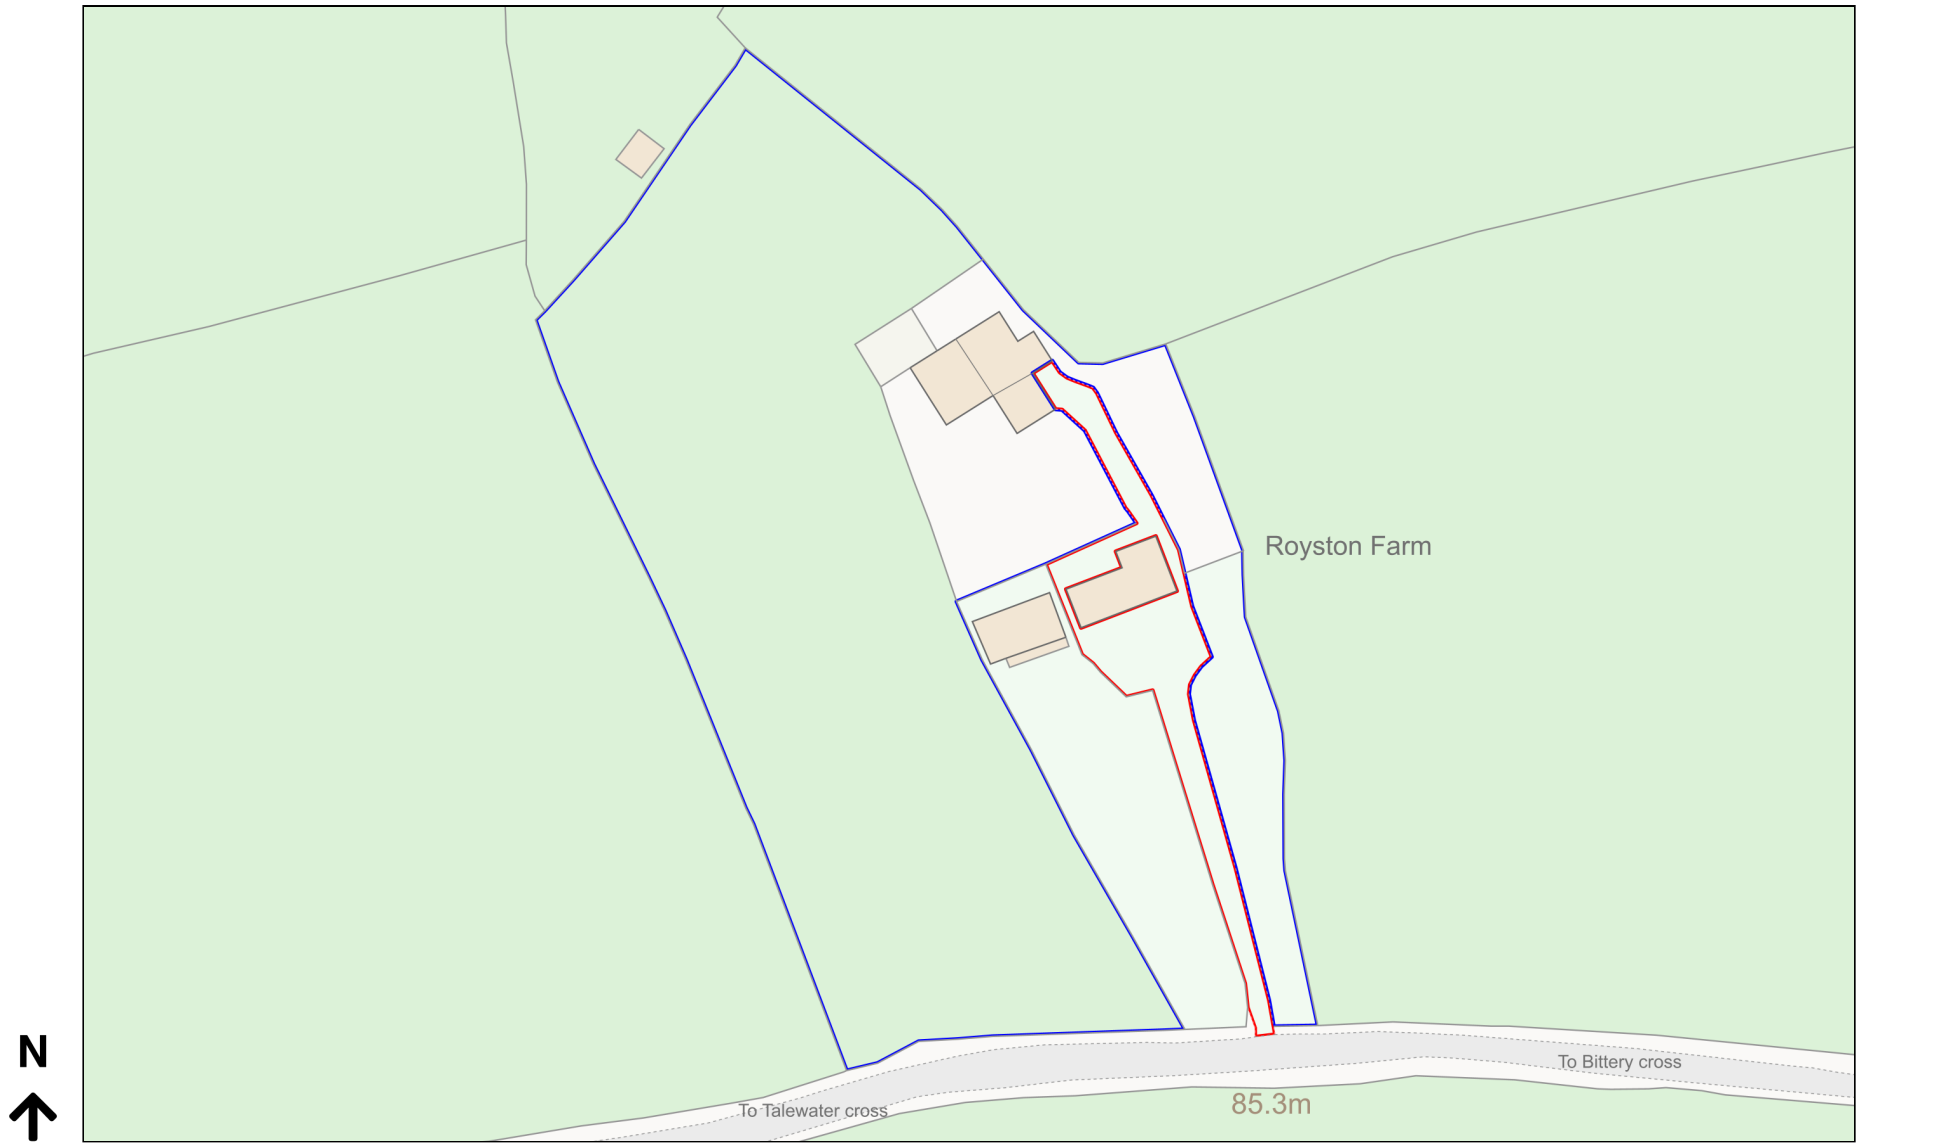 Royston Farm
N
To Bittery cross
To Talewater cross
85.3m